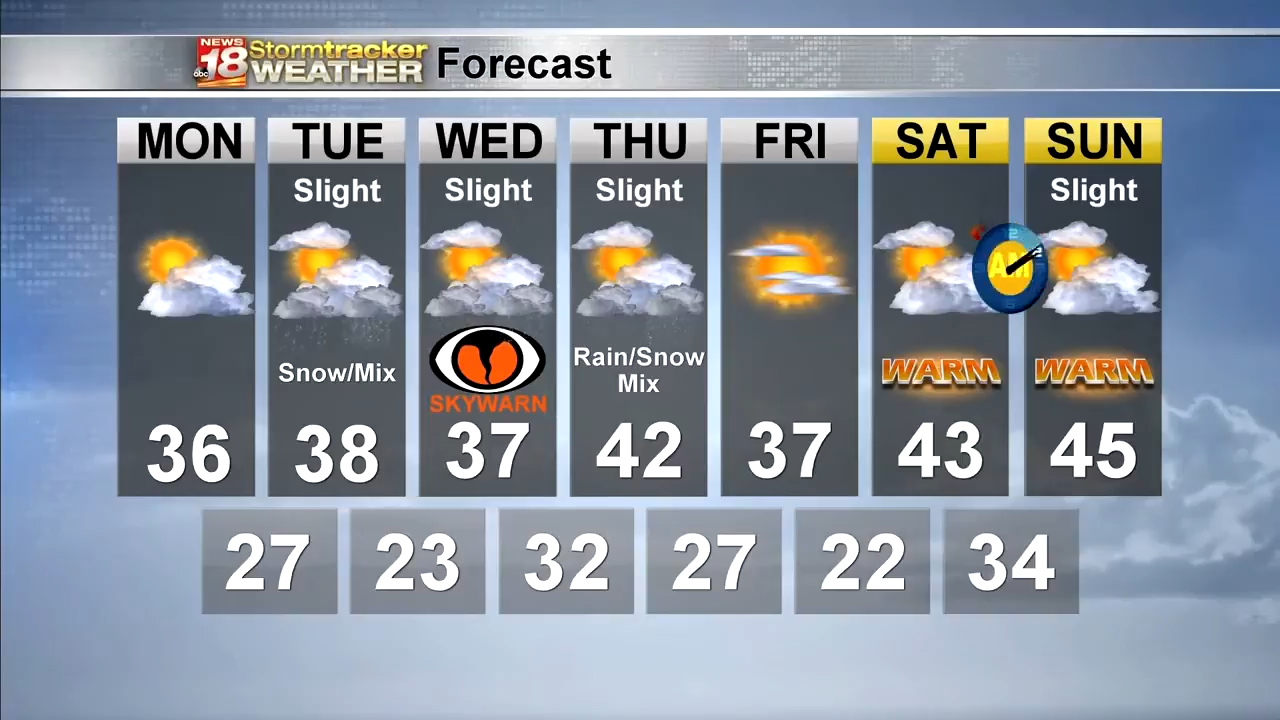 NEWS
abc 18 Stormtracker
WEATHER Forecast
MON TUE WED THU FRI SAT SUN
Slight Slight Slight Slight
AM
Snow/Mix
SKYWARN
Rain/Snow
Mix
WARM WARM
36 38 37 42 37 43 45
27 23 32 27 22 34